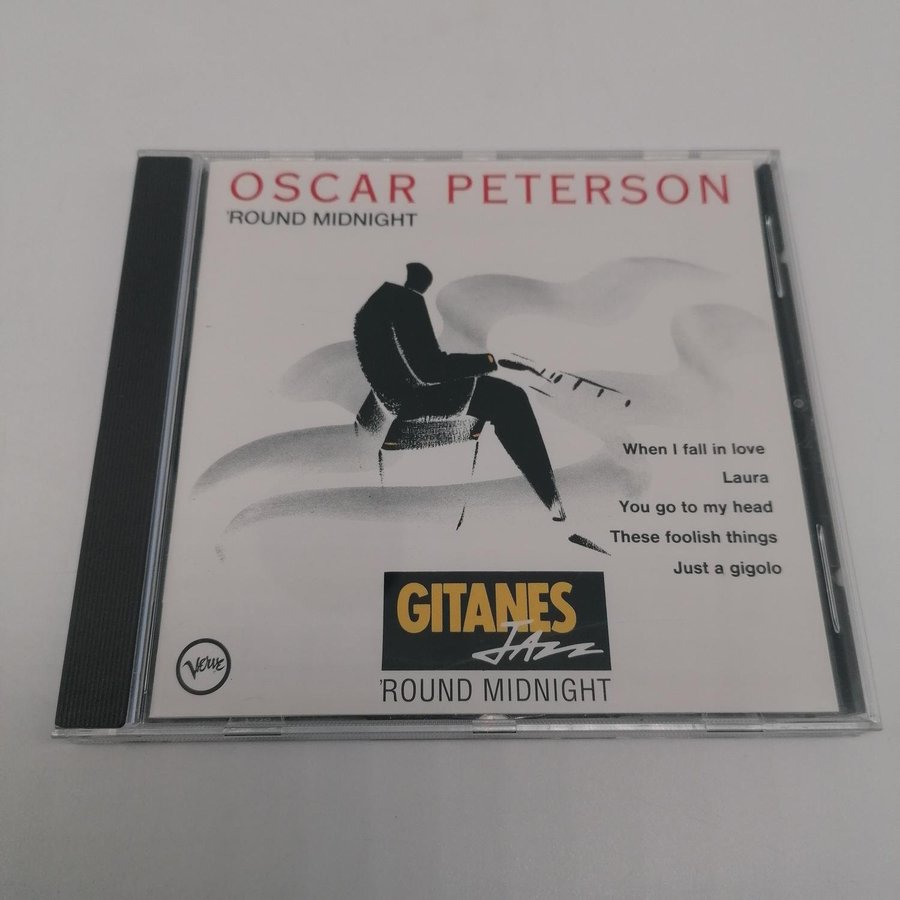 OSCAR PETERSON
'ROUND MIDNIGHT
When I fall in love
Laura
You go to my head
These foolish things
Just a gigolo
GITANES
JAZZ
'ROUND MIDNIGHT
Verve